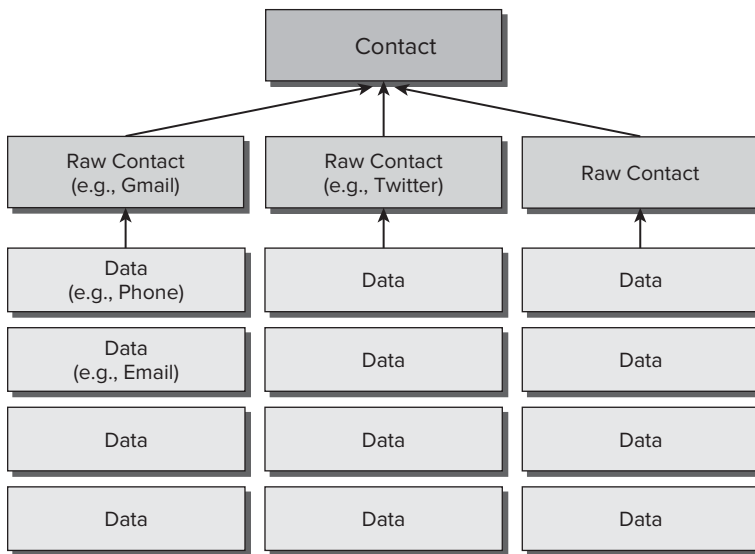 Contact
Raw Contact
(e.g., Gmail)
Raw Contact
(e.g., Twitter)
Raw Contact
Data
(e.g., Phone)
Data
Data
Data
(e.g., Email)
Data
Data
Data
Data
Data
Data
Data
Data